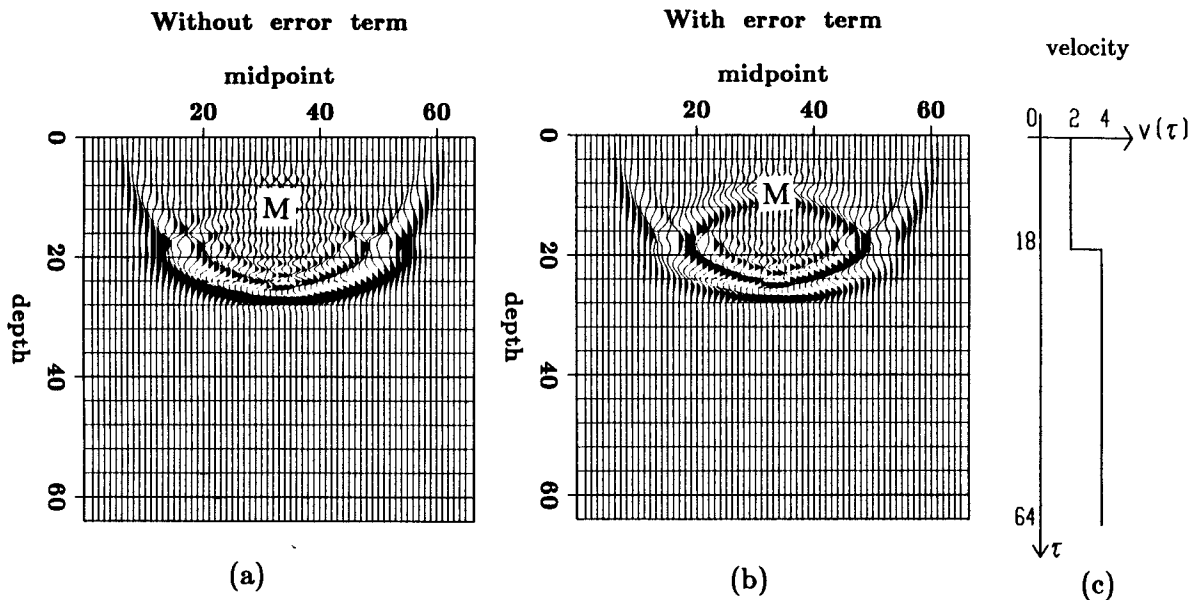 Without error term
midpoint
20 40 60
0
20
40
60
depth
M
(a)
With error term
midpoint
20 40 60
0
20
40
60
depth
M
(b)
velocity
0 2 4
v(τ)
18
64
τ
(c)